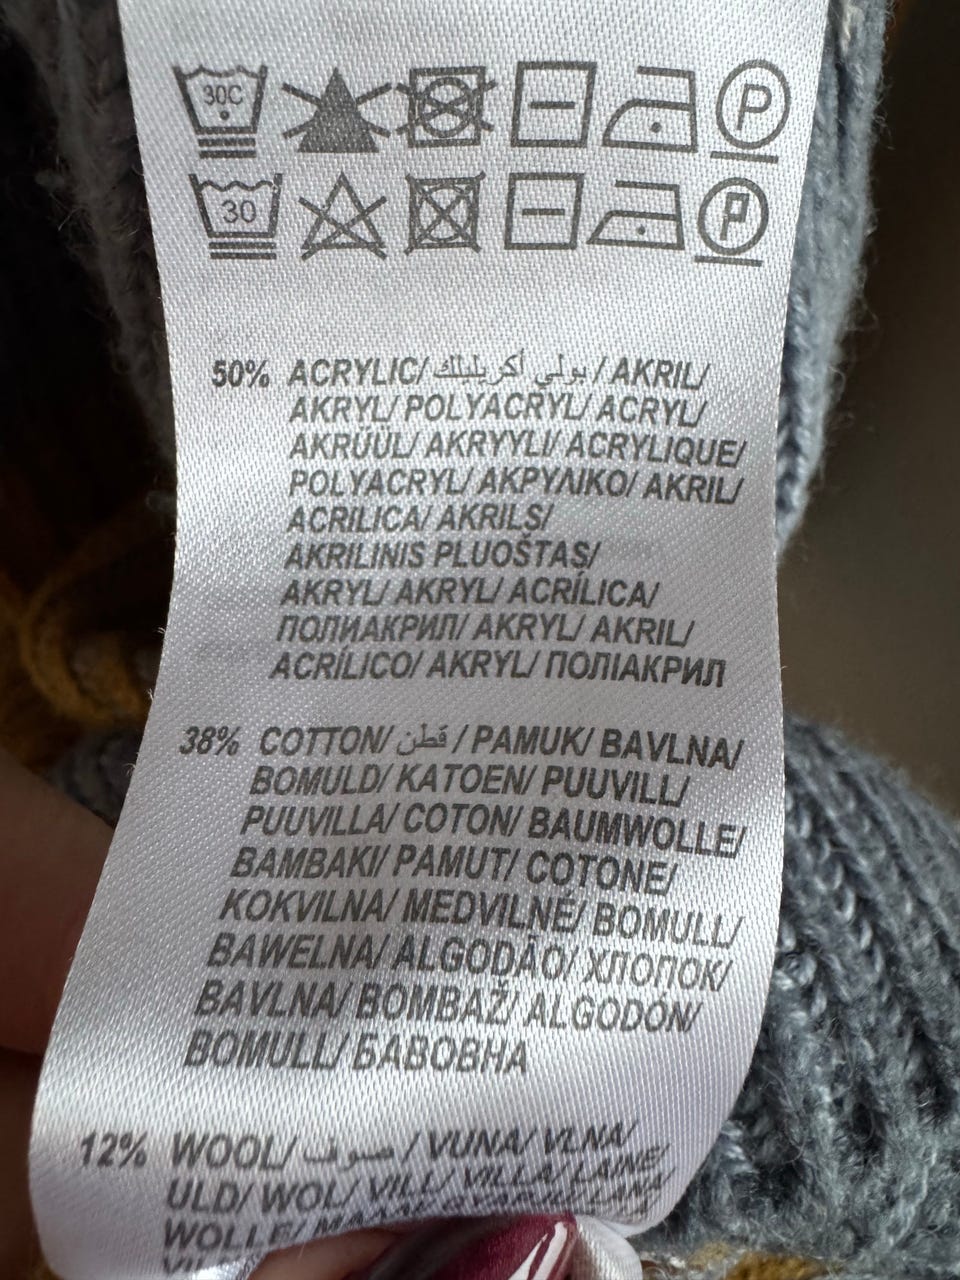 30C P
30 P
50% ACRYLIC/ بولي أكريليك / AKRIL/
AKRYL/ POLYACRYL/ ACRYL/
AKRÜÜL/ AKRYYLI/ ACRYLIQUE/
POLYACRYL/ ΑΚΡΥΛΙΚΟ/ AKRIL/
ACRILICA/ AKRILS/
AKRILINIS PLUOŠTAS/
AKRYL/ AKRYL/ ACRÍLICA/
ПОЛИАКРИЛ/ AKRYL/ AKRIL/
ACRÍLICO/ AKRYL/ ПОЛІАКРИЛ
38% COTTON/ قطن / PAMUK/ BAVLNA/
BOMULD/ KATOEN/ PUUVILL/
PUUVILLA/ COTON/ BAUMWOLLE/
BAMBAKI/ PAMUT/ COTONE/
KOKVILNA/ MEDVILNĖ/ BOMULL/
BAWELNA/ ALGODÃO/ ХЛОПОК/
BAVLNA/ BOMBAŽ/ ALGODÓN/
BOMULL/ БАВОВНА
12% WOOL/ صوف / VUNA/ VLNA/
ULD/ WOL/ VILL/ VILLA/ LAINE/
WOLLE/